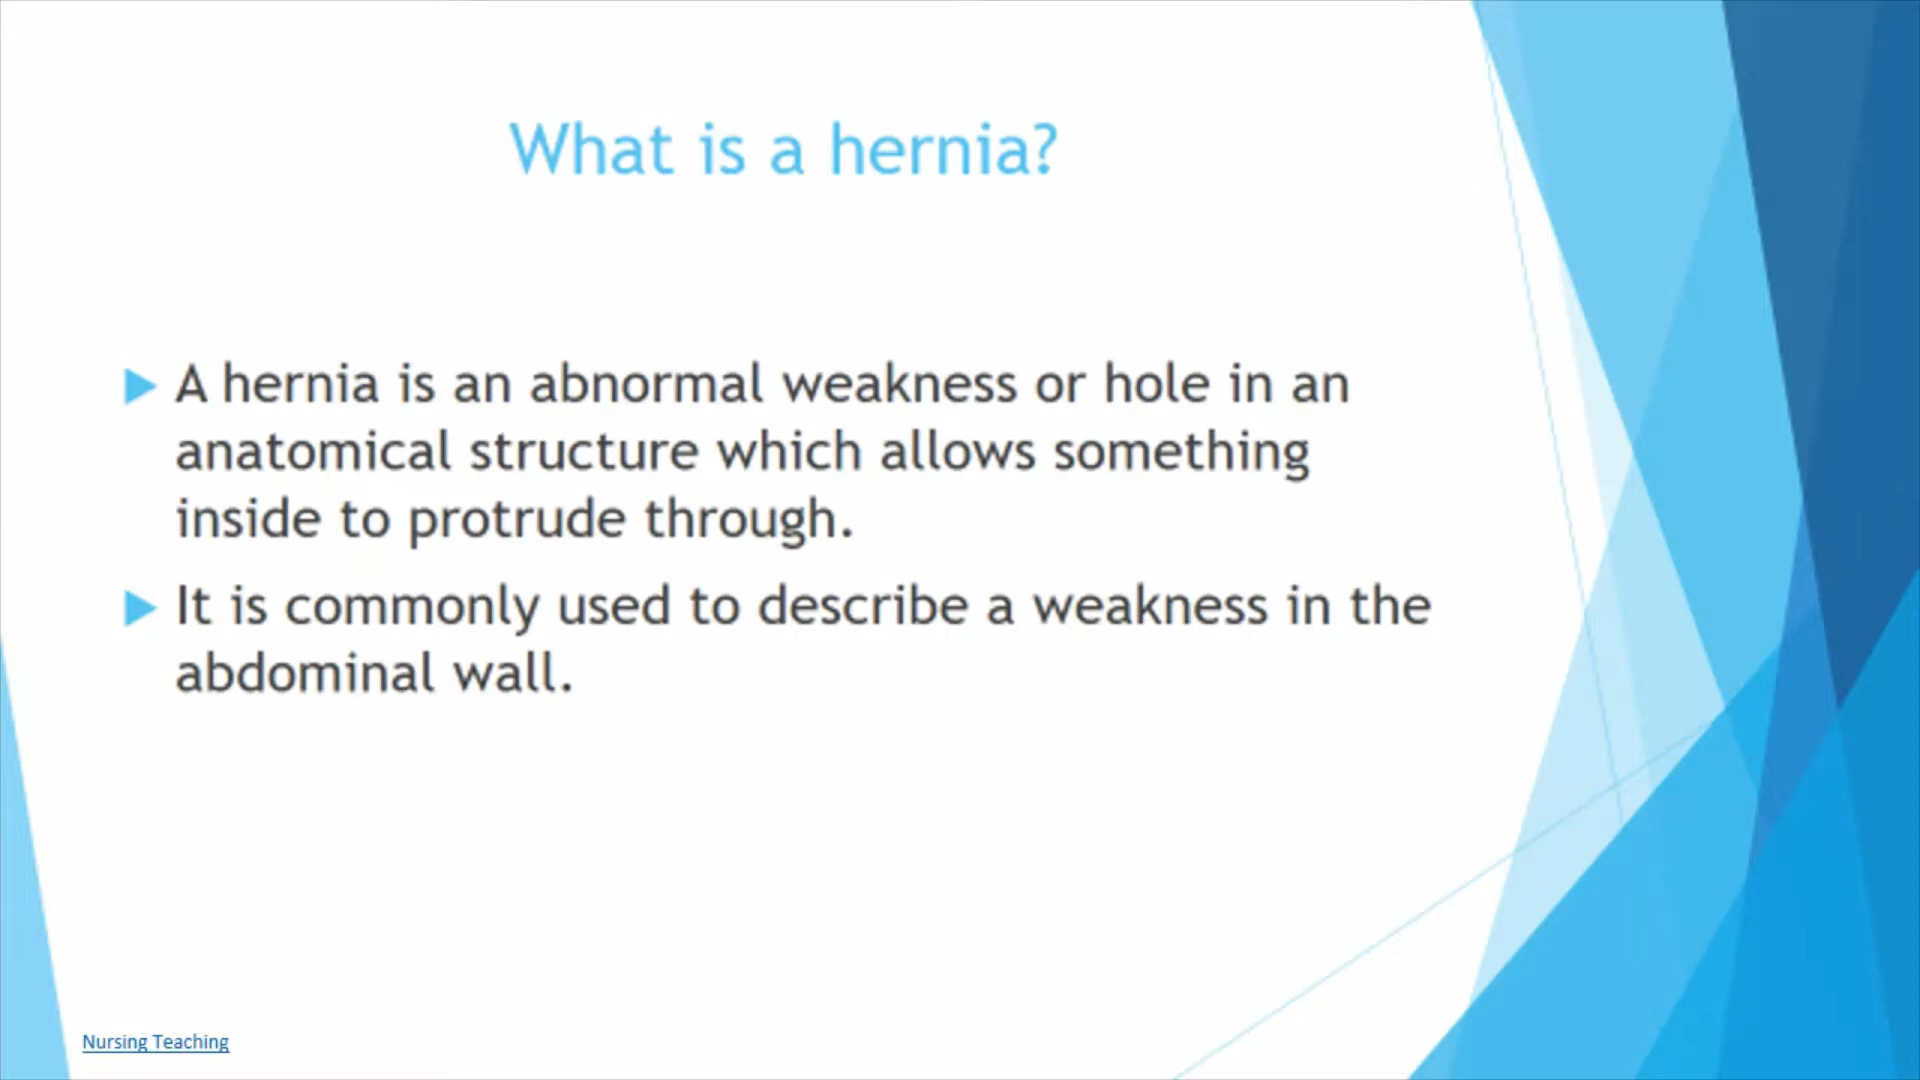 What is a hernia?
A hernia is an abnormal weakness or hole in an
anatomical structure which allows something
inside to protrude through.
It is commonly used to describe a weakness in the
abdominal wall.
Nursing Teaching